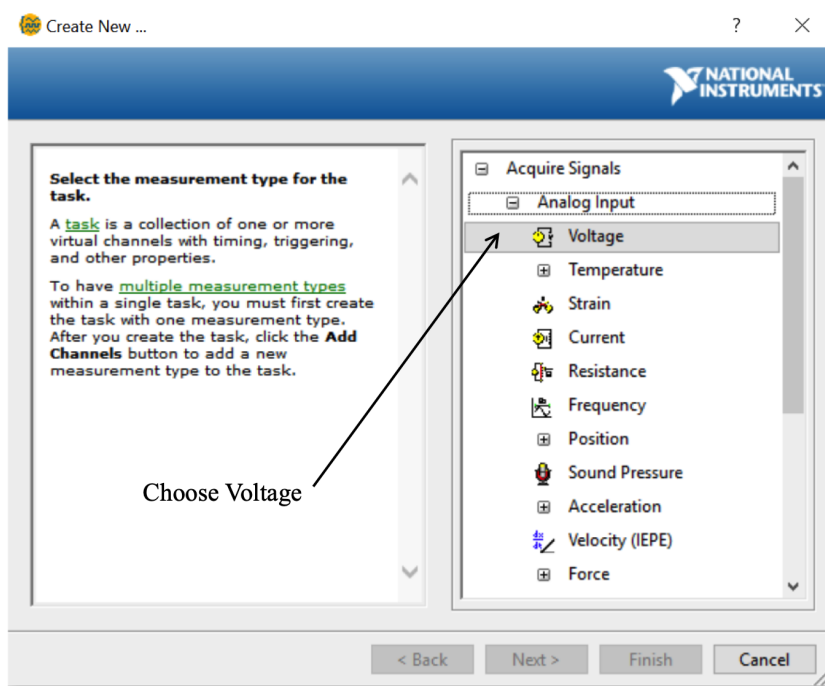 Create New ...
?
NATIONAL
INSTRUMENTS
Select the measurement type for the
task.
A task is a collection of one or more
virtual channels with timing, triggering,
and other properties.
To have multiple measurement types
within a single task, you must first create
the task with one measurement type.
After you create the task, click the Add
Channels button to add a new
measurement type to the task.
Choose Voltage
Acquire Signals
Analog Input
Voltage
Temperature
Strain
Current
Resistance
Frequency
Position
Sound Pressure
Acceleration
Velocity (IEPE)
Force
< Back
Next >
Finish
Cancel